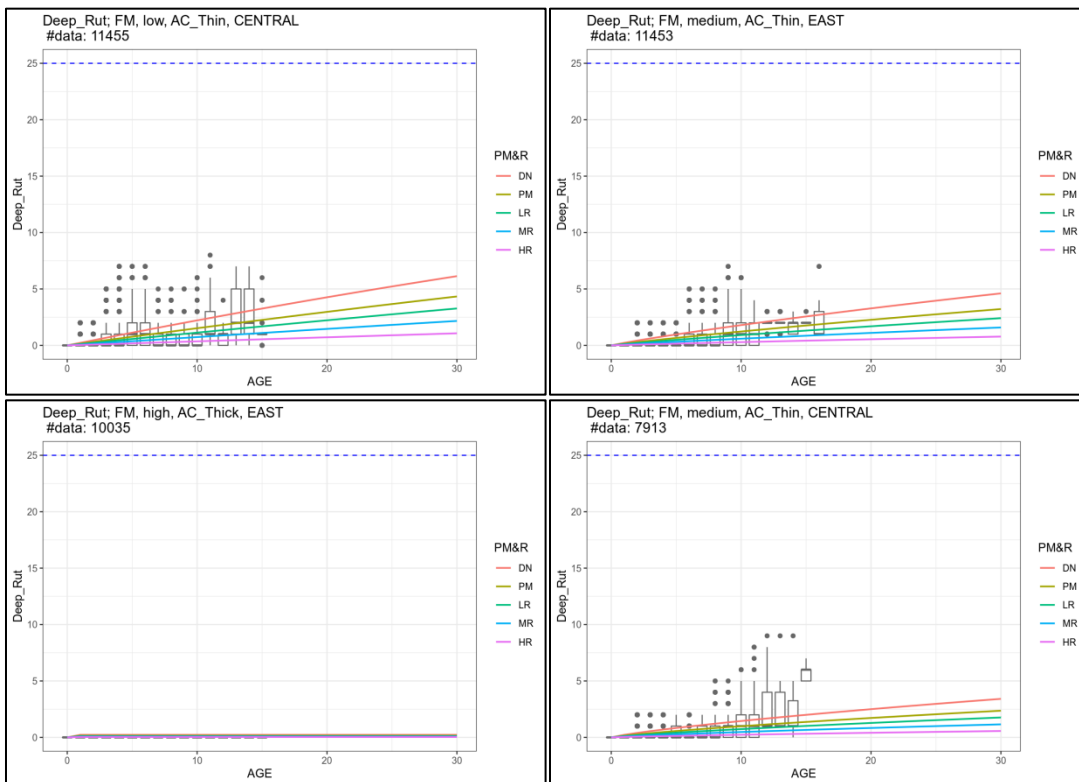 Deep_Rut; FM, low, AC_Thin, CENTRAL
#data: 11455
25
20
15
10
5
0
Deep_Rut
0
10
20
30
AGE
PM&R
DN
PM
LR
MR
HR
Deep_Rut; FM, medium, AC_Thin, EAST
#data: 11453
25
20
15
10
5
0
Deep_Rut
0
10
20
30
AGE
PM&R
DN
PM
LR
MR
HR
Deep_Rut; FM, high, AC_Thick, EAST
#data: 10035
25
20
15
10
5
0
Deep_Rut
0
10
20
30
AGE
PM&R
DN
PM
LR
MR
HR
Deep_Rut; FM, medium, AC_Thin, CENTRAL
#data: 7913
25
20
15
10
5
0
Deep_Rut
0
10
20
30
AGE
PM&R
DN
PM
LR
MR
HR